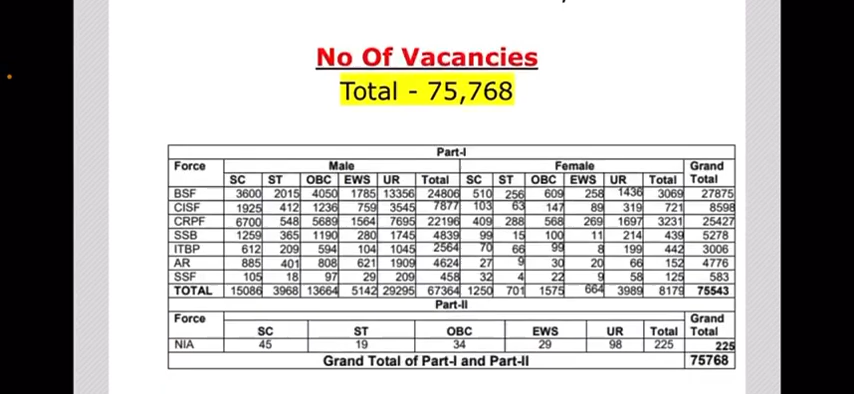 No Of Vacancies
Total - 75,768
Part-I
Force Male Female Grand Total
SC ST OBC EWS UR Total SC ST OBC EWS UR Total
BSF 3600 2015 4050 1785 13356 24806 510 256 609 258 1436 3069 27875
CISF 1925 412 1236 759 3545 7877 103 63 147 89 319 721 8598
CRPF 6700 548 5689 1564 7695 22196 409 288 568 269 1697 3231 25427
SSB 1259 365 1190 280 1745 4839 99 15 100 11 214 439 5278
ITBP 612 209 594 104 1045 2564 70 66 99 8 199 442 3006
AR 885 401 808 621 1909 4624 27 9 30 20 66 152 4776
SSF 105 18 97 29 209 458 32 4 22 9 58 125 583
TOTAL 15086 3968 13664 5142 29295 67364 1250 701 1575 664 3989 8179 75543
Part-II
Force Grand Total
SC ST OBC EWS UR Total
NIA 45 19 34 29 98 225 225
Grand Total of Part-I and Part-II 75768